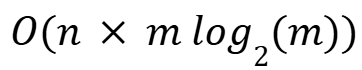 O(n × m log₂(m))